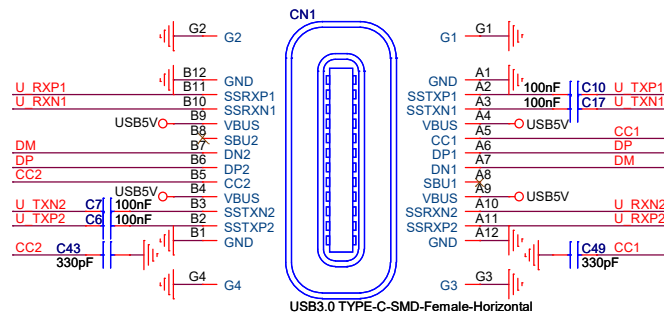 CN1
G2 G2 G1 G1
B12 GND GND A1
U_RXP1 B11 SSRXP1 SSTXP1 A2 100nF C10 U_TXP1
U_RXN1 B10 SSRXN1 SSTXN1 A3 100nF C17 U_TXN1
USB5V B9 VBUS VBUS A4 USB5V
B8 SBU2 CC1 A5 CC1
DM B7 DN2 DP1 A6 DP
DP B6 DP2 DN1 A7 DM
CC2 B5 CC2 SBU1 A8
USB5V B4 VBUS VBUS A9 USB5V
U_TXN2 C7 100nF B3 SSTXN2 SSRXN2 A10 U_RXN2
U_TXP2 C6 100nF B2 SSTXP2 SSRXP2 A11 U_RXP2
B1 GND GND A12
CC2 C43 C49 CC1
330pF 330pF
G4 G4 G3 G3
USB3.0 TYPE-C-SMD-Female-Horizontal